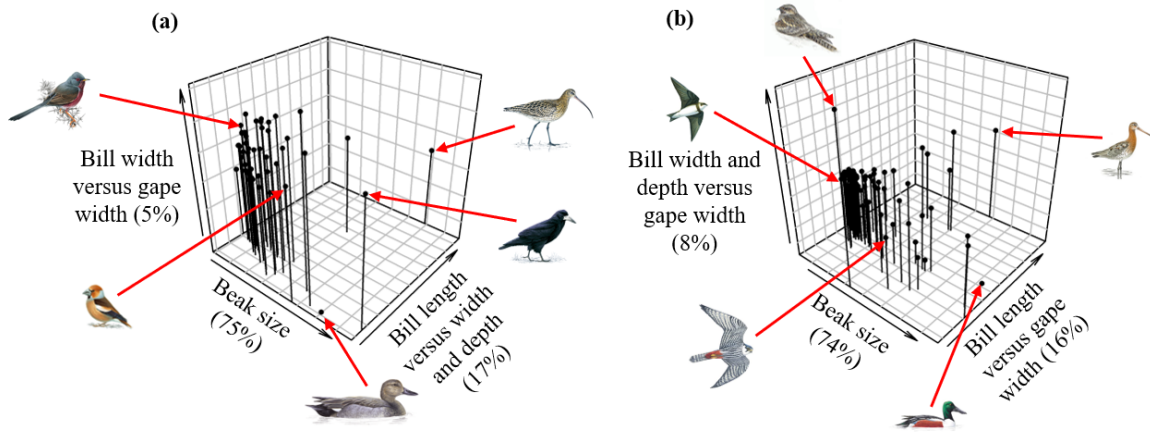 (a)
Bill width
versus gape
width (5%)
Beak size
(75%)
Bill length
versus width
and depth
(17%)
(b)
Bill width and
depth versus
gape width
(8%)
Beak size
(74%)
Bill length
versus gape
width (16%)